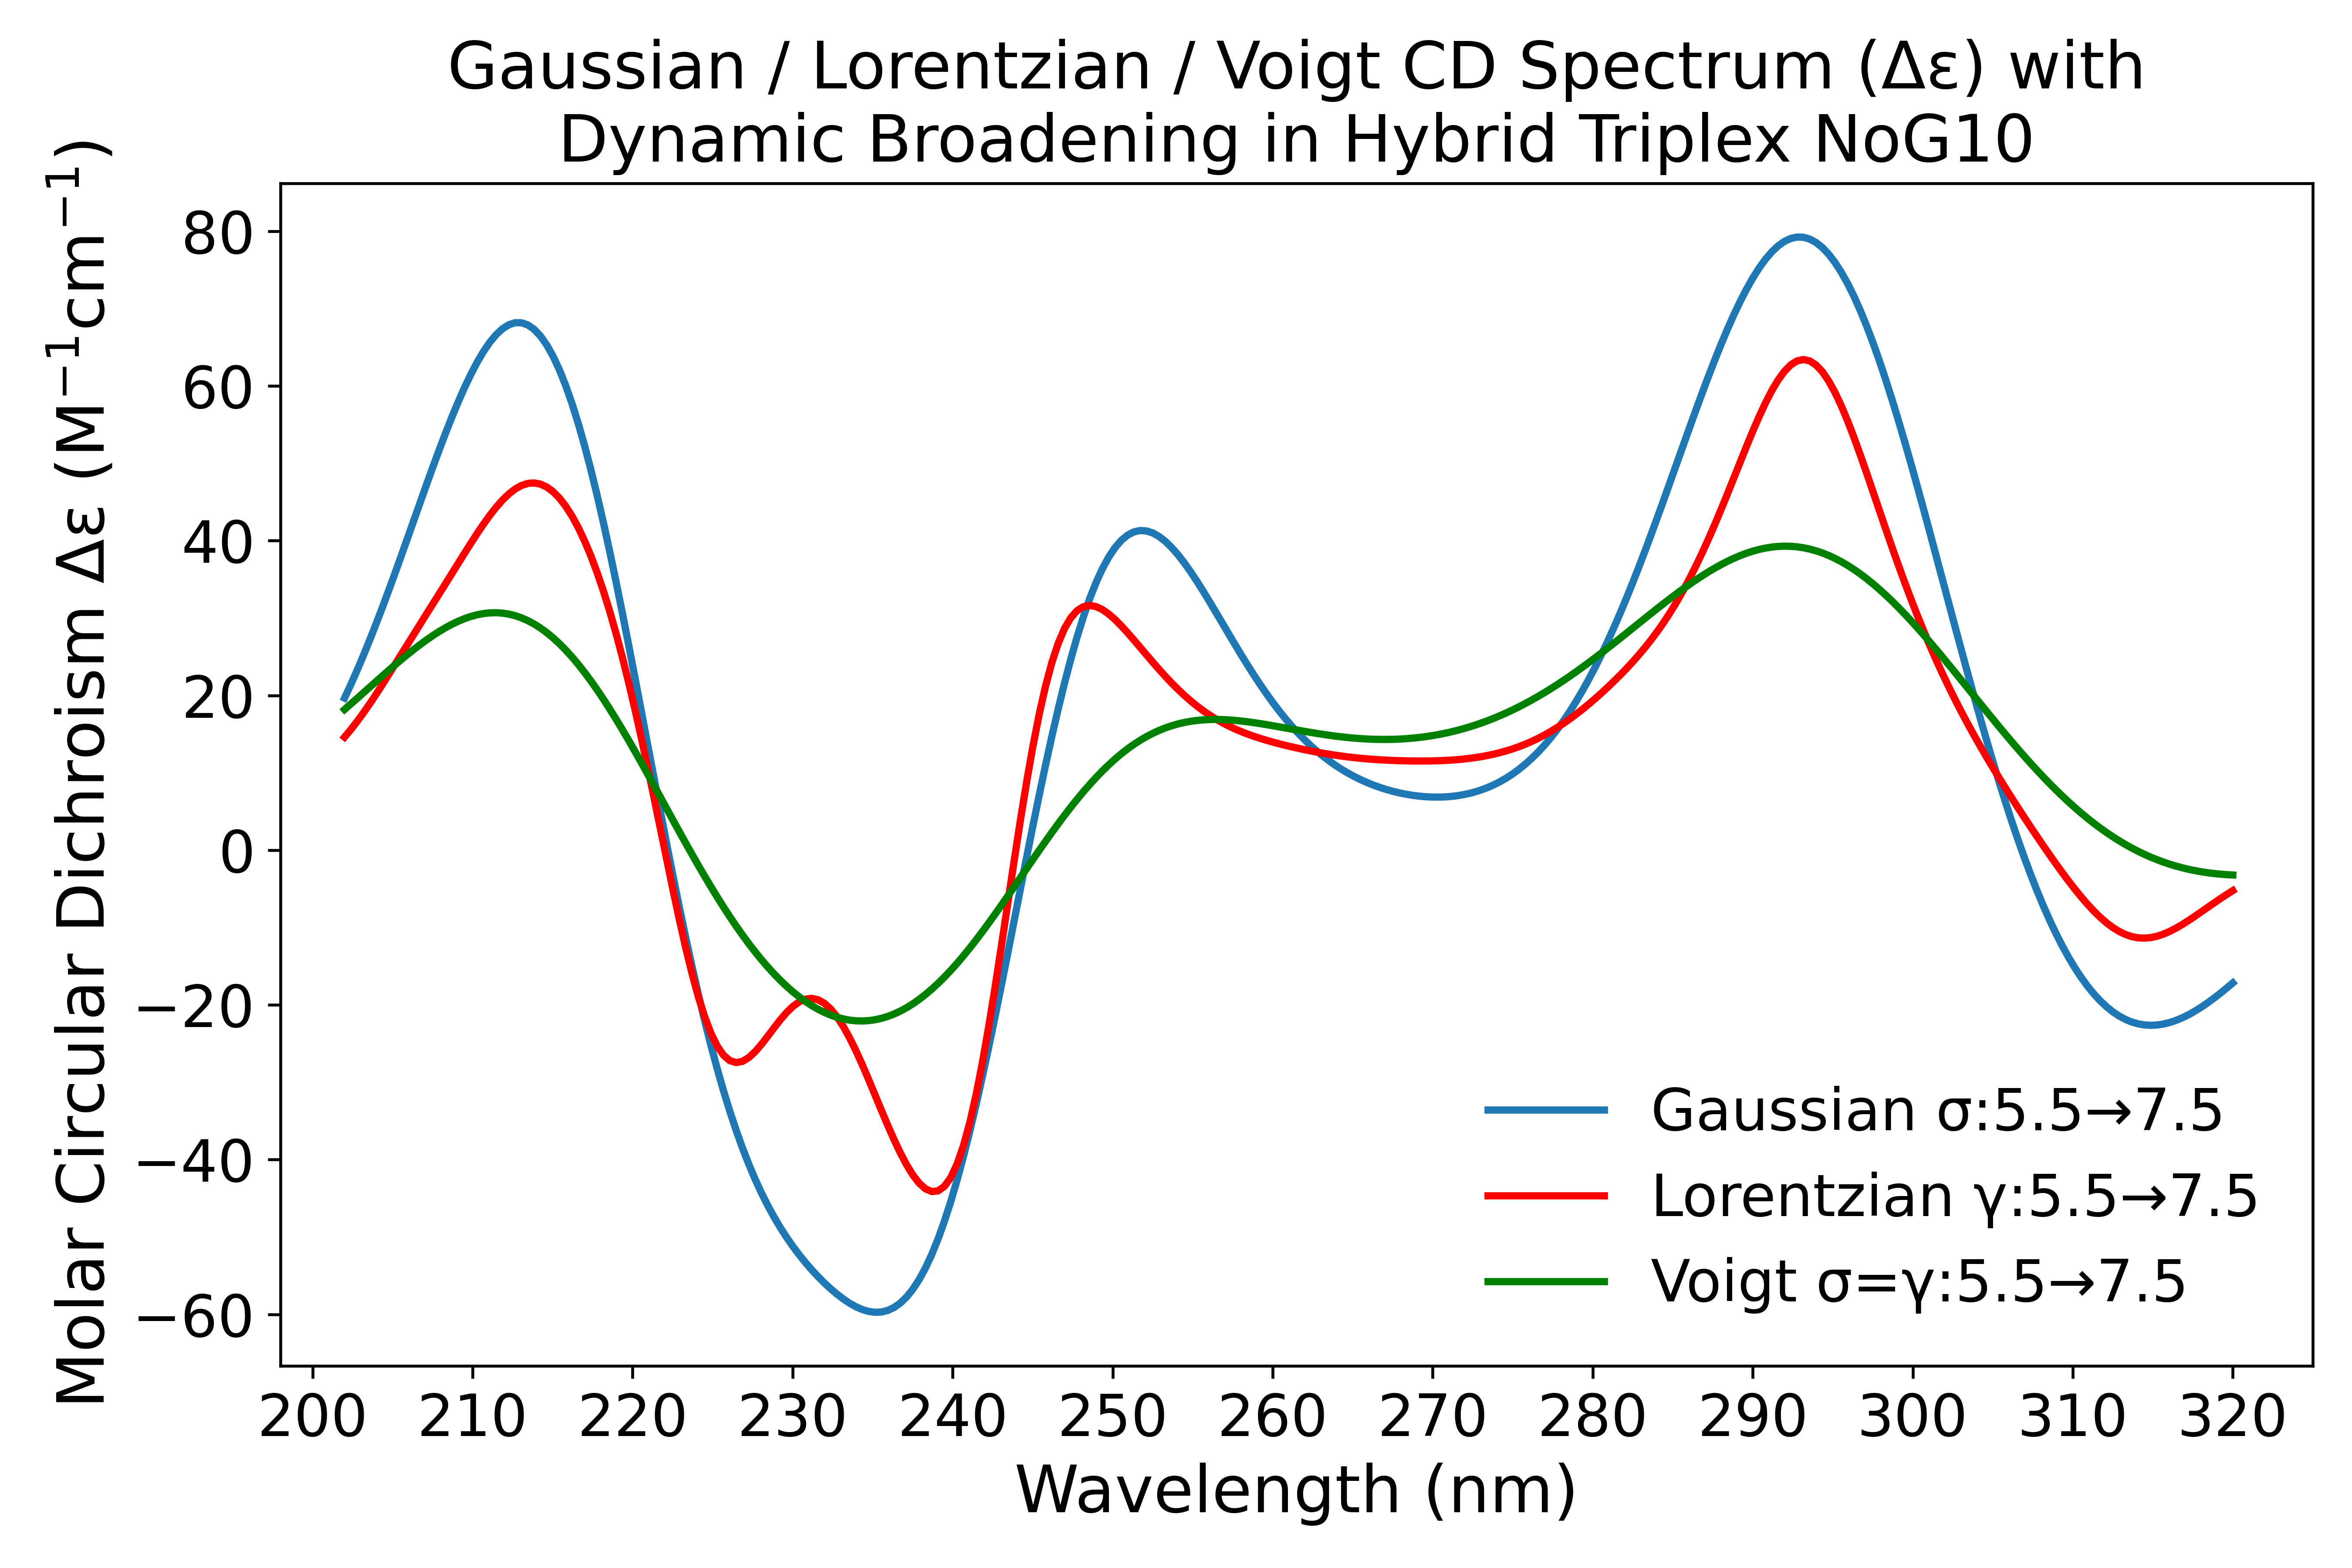 Gaussian / Lorentzian / Voigt CD Spectrum (Δε) with
Dynamic Broadening in Hybrid Triplex NoG10
Molar Circular Dichroism Δε (M⁻¹cm⁻¹)
80
60
40
20
0
−20
−40
−60
Gaussian σ:5.5→7.5
Lorentzian γ:5.5→7.5
Voigt σ=γ:5.5→7.5
200 210 220 230 240 250 260 270 280 290 300 310 320
Wavelength (nm)